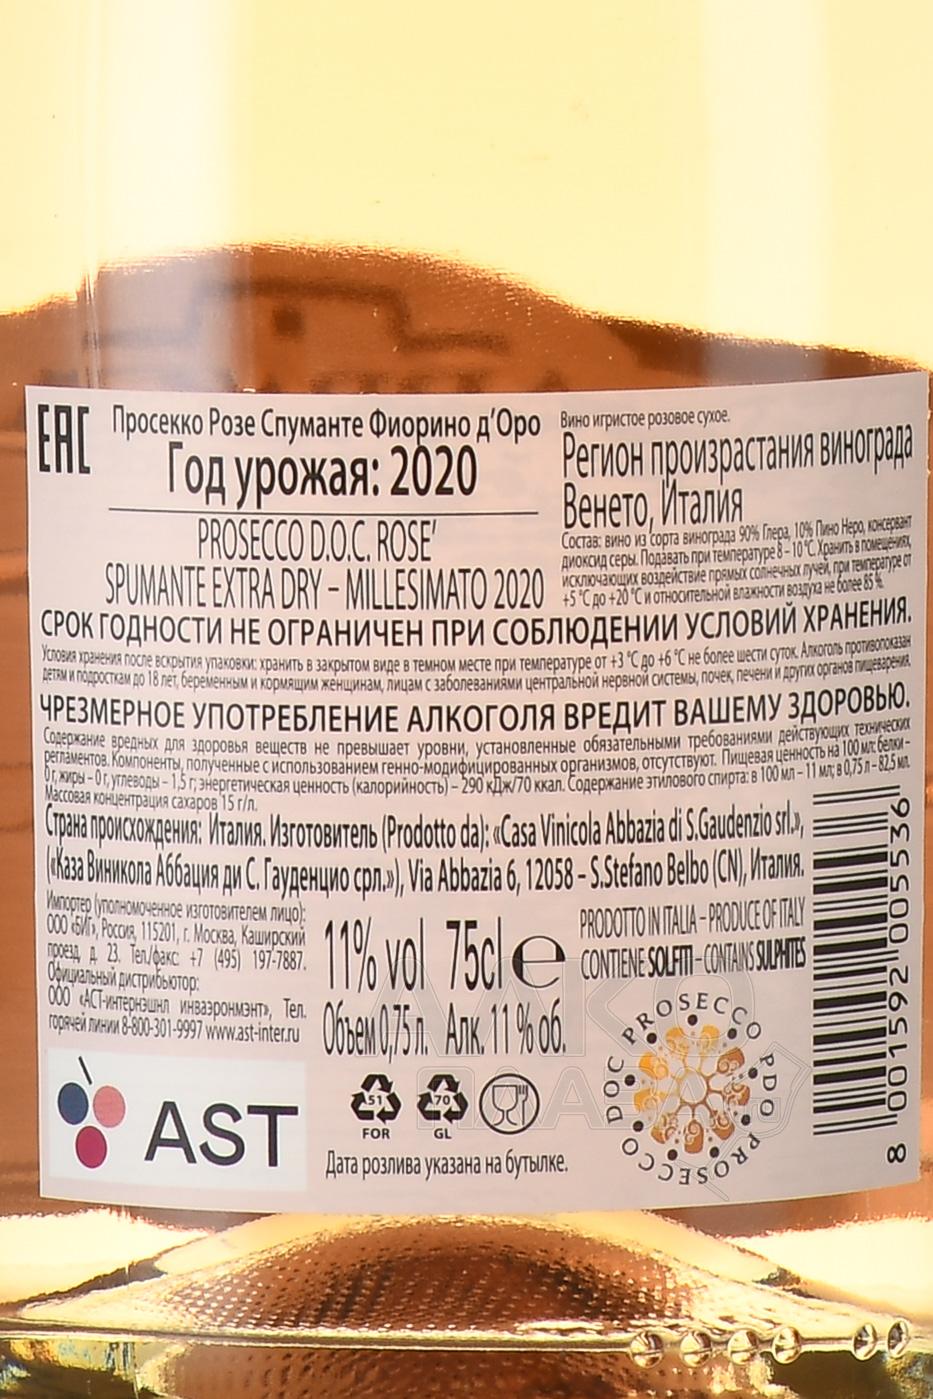 EAC
Просекко Розе Спуманте Фиорино д’Оро
Год урожая: 2020
PROSECCO D.O.C. ROSE’
SPUMANTE EXTRA DRY – MILLESIMATO 2020
Вино игристое розовое сухое.
Регион произрастания винограда
Венето, Италия
Состав: вино из сорта винограда 90% Глера, 10% Пино Неро, консервант
диоксид серы. Подавать при температуре 8 – 10 °С. Хранить в помещениях,
исключающих воздействие прямых солнечных лучей, при температуре от
+5 °С до +20 °С и относительной влажности воздуха не более 85 %.
СРОК ГОДНОСТИ НЕ ОГРАНИЧЕН ПРИ СОБЛЮДЕНИИ УСЛОВИЙ ХРАНЕНИЯ.
Условия хранения после вскрытия упаковки: хранить в закрытом виде в темном месте при температуре от +3 °С до +6 °С не более шести суток. Алкоголь противопоказан
детям и подросткам до 18 лет, беременным и кормящим женщинам, лицам с заболеваниями центральной нервной системы, почек, печени и других органов пищеварения.
ЧРЕЗМЕРНОЕ УПОТРЕБЛЕНИЕ АЛКОГОЛЯ ВРЕДИТ ВАШЕМУ ЗДОРОВЬЮ.
Содержание вредных для здоровья веществ не превышает уровни, установленные обязательными требованиями действующих технических
регламентов. Компоненты, полученные с использованием генно-модифицированных организмов, отсутствуют. Пищевая ценность на 100 мл: белки –
0 г, жиры – 0 г, углеводы – 1,5 г; энергетическая ценность (калорийность) – 290 кДж/70 ккал. Содержание этилового спирта: в 100 мл – 11 мл; в 0,75 л – 82,5 мл.
Массовая концентрация сахаров 15 г/л.
Страна происхождения: Италия. Изготовитель (Prodotto da): «Casa Vinicola Abbazia di S.Gaudenzio srl.»,
(«Каза Виникола Аббация ди С. Гауденцио срл.»), Via Abbazia 6, 12058 – S.Stefano Belbo (CN), Италия.
Импортер (уполномоченное изготовителем лицо):
ООО «БИГ», Россия, 115201, г. Москва, Каширский
проезд, д. 23. Тел./факс: +7 (495) 197-7887.
Официальный дистрибьютор:
ООО «АСТ-интернэшнл инваэронмэнт», Тел.
горячей линии 8-800-301-9997 www.ast-inter.ru
AST
11% vol 75cl e
Объем 0,75 л. Алк. 11 % об.
51
FOR
70
GL
Дата розлива указана на бутылке.
PRODOTTO IN ITALIA – PRODUCE OF ITALY
CONTIENE SOLFITI – CONTAINS SULPHITES
PROSECCO PDO PROSECCO DOC
8 001592 005536